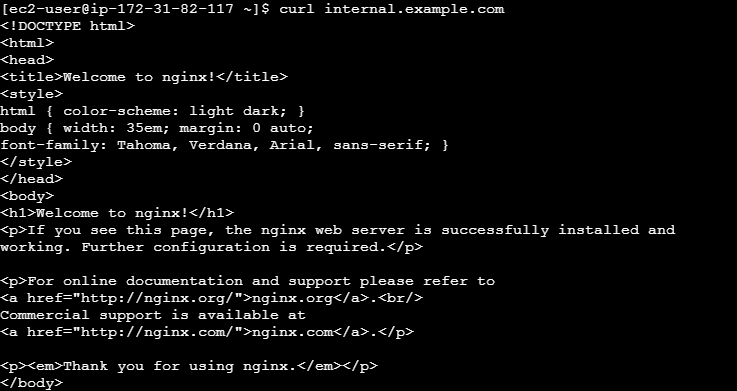 [ec2-user@ip-172-31-82-117 ~]$ curl internal.example.com
<!DOCTYPE html>
<html>
<head>
<title>Welcome to nginx!</title>
<style>
html { color-scheme: light dark; }
body { width: 35em; margin: 0 auto;
font-family: Tahoma, Verdana, Arial, sans-serif; }
</style>
</head>
<body>
<h1>Welcome to nginx!</h1>
<p>If you see this page, the nginx web server is successfully installed and
working. Further configuration is required.</p>

<p>For online documentation and support please refer to
<a href="http://nginx.org/">nginx.org</a>.<br/>
Commercial support is available at
<a href="http://nginx.com/">nginx.com</a>.</p>

<p><em>Thank you for using nginx.</em></p>
</body>